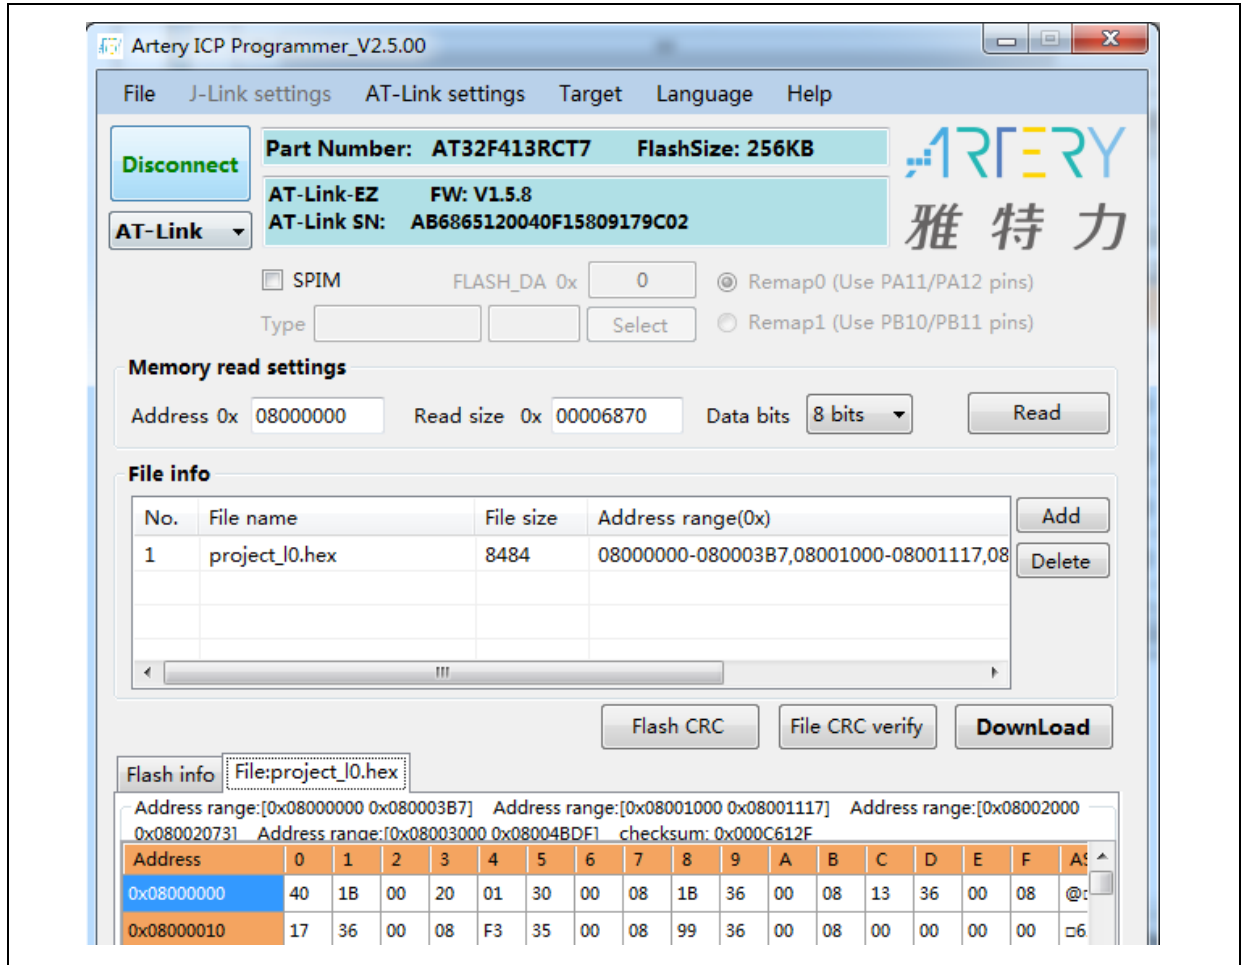 Artery ICP Programmer_V2.5.00
File J-Link settings AT-Link settings Target Language Help
Disconnect
Part Number: AT32F413RCT7 FlashSize: 256KB
ARTERY
雅特力
AT-Link-EZ FW: V1.5.8
AT-Link SN: AB6865120040F15809179C02
AT-Link
SPIM FLASH_DA 0x 0 Remap0 (Use PA11/PA12 pins)
Type Select Remap1 (Use PB10/PB11 pins)
Memory read settings
Address 0x 08000000 Read size 0x 00006870 Data bits 8 bits Read
File info
No. File name File size Address range(0x) Add
1 project_l0.hex 8484 08000000-080003B7,08001000-08001117,08 Delete
Flash CRC File CRC verify DownLoad
Flash info File:project_l0.hex
Address range:[0x08000000 0x080003B7] Address range:[0x08001000 0x08001117] Address range:[0x08002000
0x08002073] Address range:[0x08003000 0x08004BDF] checksum: 0x000C612F
Address 0 1 2 3 4 5 6 7 8 9 A B C D E F
0x08000000 40 1B 00 20 01 30 00 08 1B 36 00 08 13 36 00 08 @
0x08000010 17 36 00 08 F3 35 00 08 99 36 00 08 00 00 00 00 □6